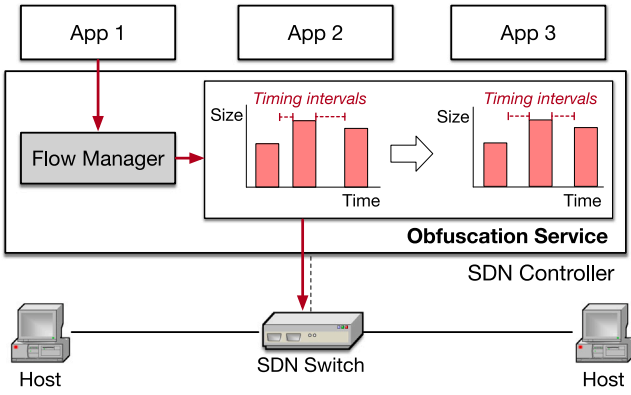 App 1
App 2
App 3
Timing intervals
Timing intervals
Size
Size
Flow Manager
Time
Time
Obfuscation Service
SDN Controller
SDN Switch
Host
Host